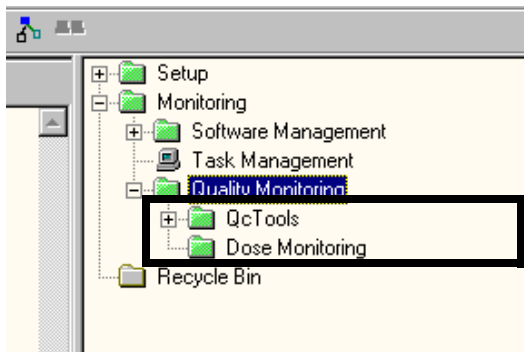 Setup
Monitoring
Software Management
Task Management
Quality Monitoring
QcTools
Dose Monitoring
Recycle Bin